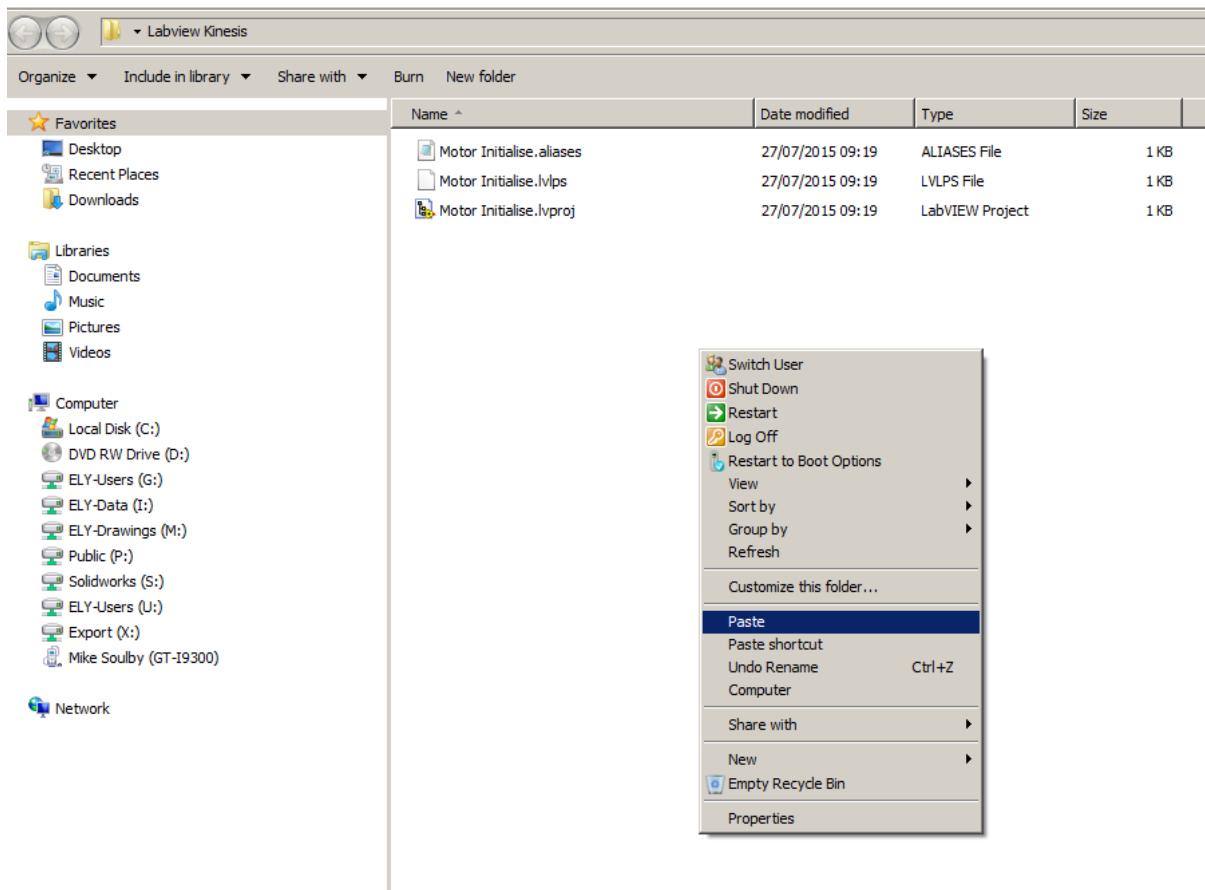 Labview Kinesis
Organize Include in library Share with Burn New folder
Favorites
Desktop
Recent Places
Downloads
Libraries
Documents
Music
Pictures
Videos
Computer
Local Disk (C:)
DVD RW Drive (D:)
ELY-Users (G:)
ELY-Data (I:)
ELY-Drawings (M:)
Public (P:)
Solidworks (S:)
ELY-Users (U:)
Export (X:)
Mike Soulby (GT-I9300)
Network
Name Date modified Type Size
Motor Initialise.aliases 27/07/2015 09:19 ALIASES File 1 KB
Motor Initialise.lvlps 27/07/2015 09:19 LVLPS File 1 KB
Motor Initialise.lvproj 27/07/2015 09:19 LabVIEW Project 1 KB
Switch User
Shut Down
Restart
Log Off
Restart to Boot Options
View
Sort by
Group by
Refresh
Customize this folder...
Paste
Paste shortcut
Undo Rename Ctrl+Z
Computer
Share with
New
Empty Recycle Bin
Properties